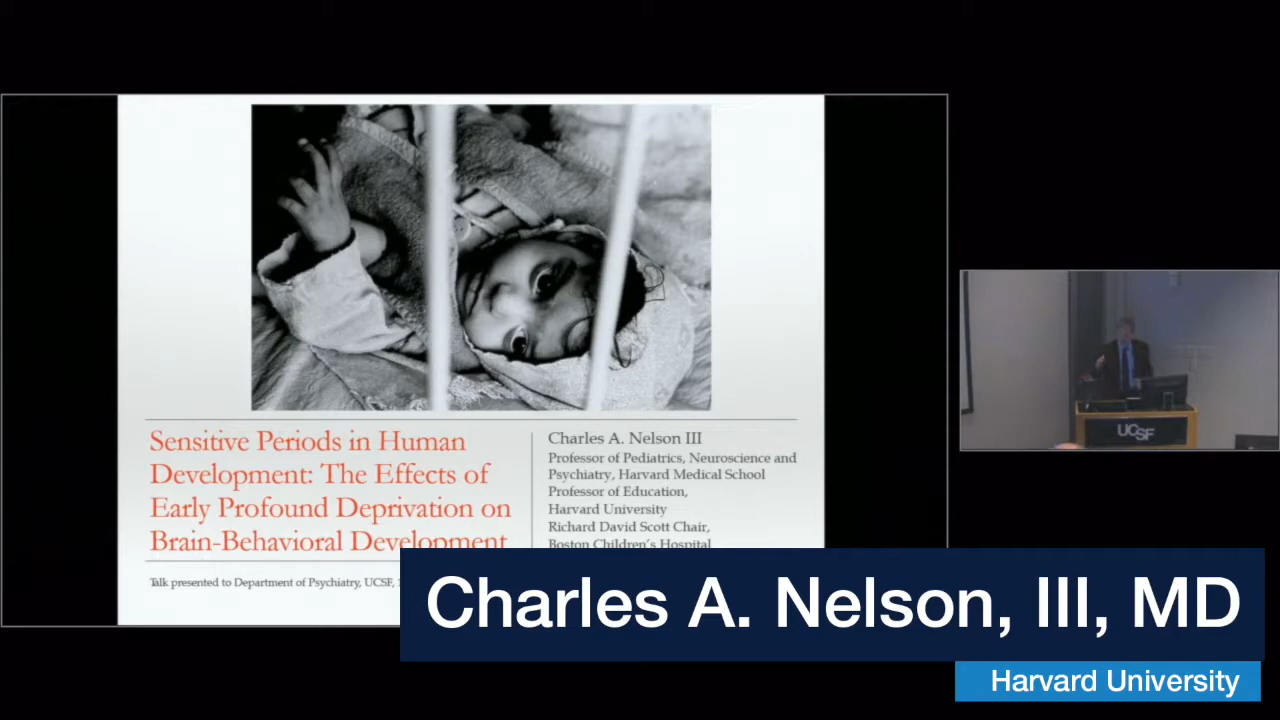 Sensitive Periods in Human
Development: The Effects of
Early Profound Deprivation on
Brain-Behavioral Development
Charles A. Nelson III
Professor of Pediatrics, Neuroscience and
Psychiatry, Harvard Medical School
Professor of Education,
Harvard University
Richard David Scott Chair,
Boston Children's Hospital
Talk presented to Department of Psychiatry, UCSF,
UCSF
Charles A. Nelson, III, MD
Harvard University